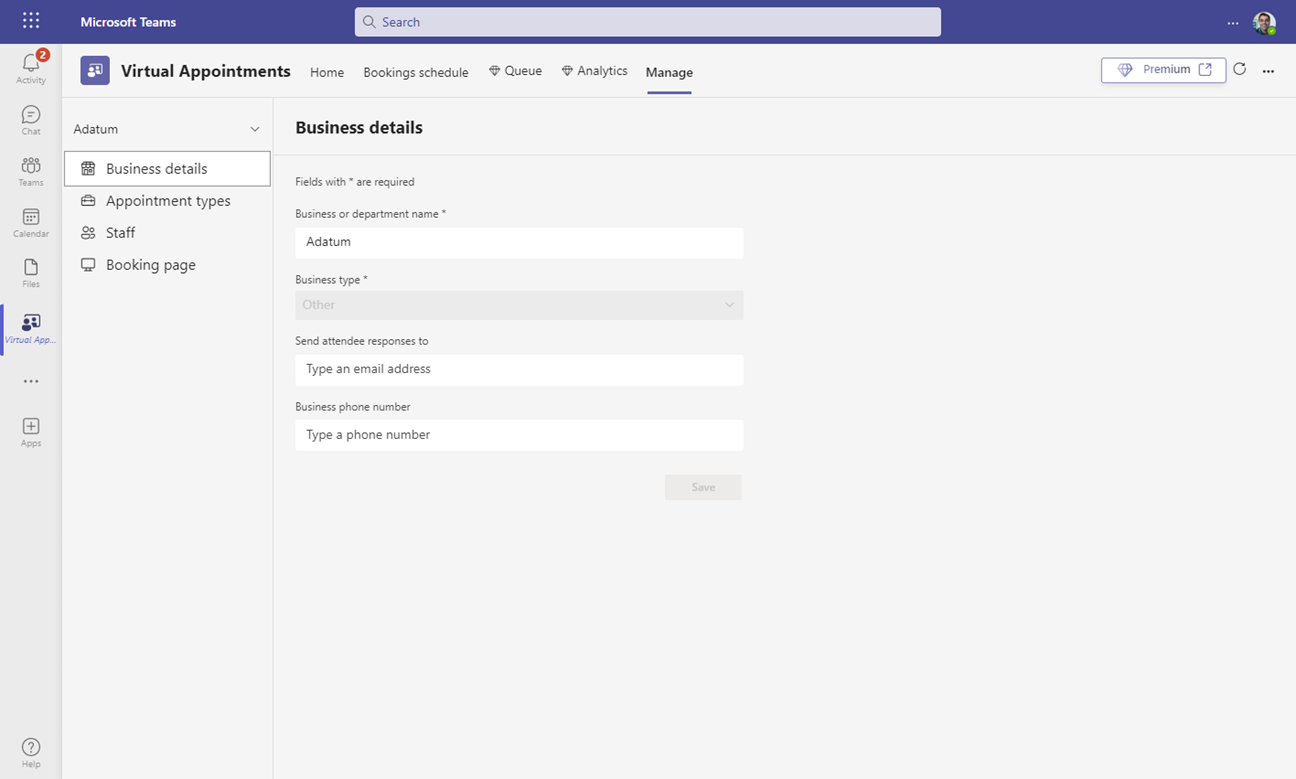 Microsoft Teams
Search
2
Activity
Chat
Teams
Calendar
Files
Virtual App...
Apps
Help
Virtual Appointments
Home
Bookings schedule
Queue
Analytics
Manage
Premium
Adatum
Business details
Appointment types
Staff
Booking page
Business details
Fields with * are required
Business or department name *
Adatum
Business type *
Other
Send attendee responses to
Type an email address
Business phone number
Type a phone number
Save